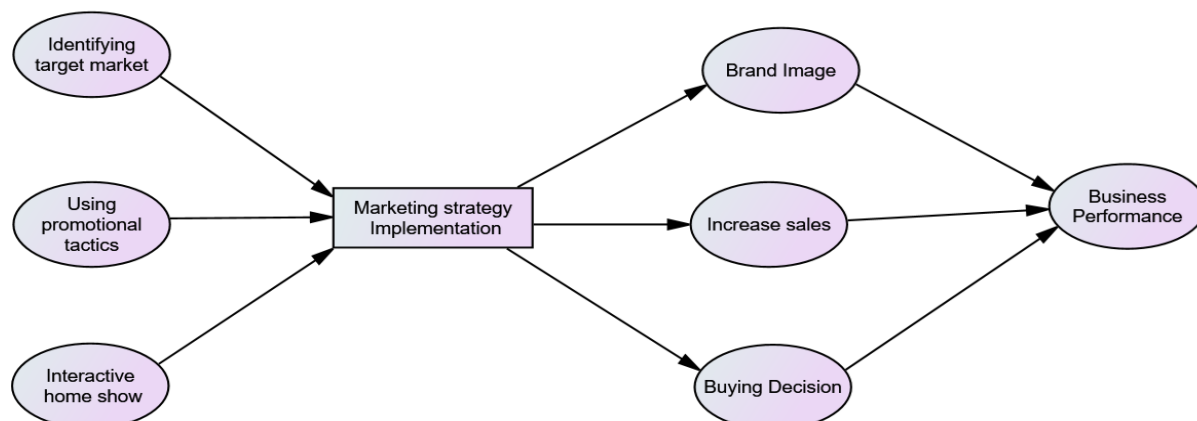 Identifying
target market
Using
promotional
tactics
Interactive
home show
Marketing strategy
Implementation
Brand Image
Increase sales
Buying Decision
Business
Performance